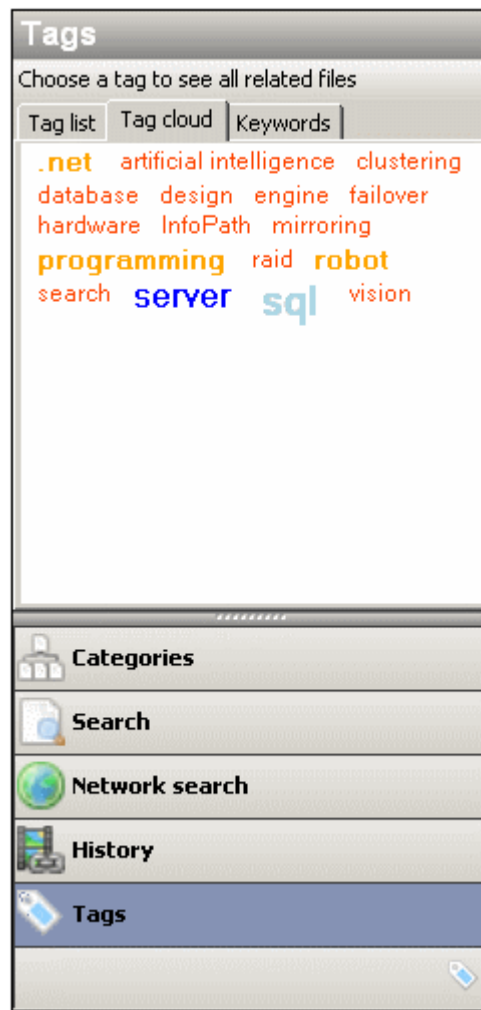 Tags
Choose a tag to see all related files
Tag list Tag cloud Keywords
.net artificial intelligence clustering
database design engine failover
hardware InfoPath mirroring
programming raid robot
search server sql vision
Categories
Search
Network search
History
Tags